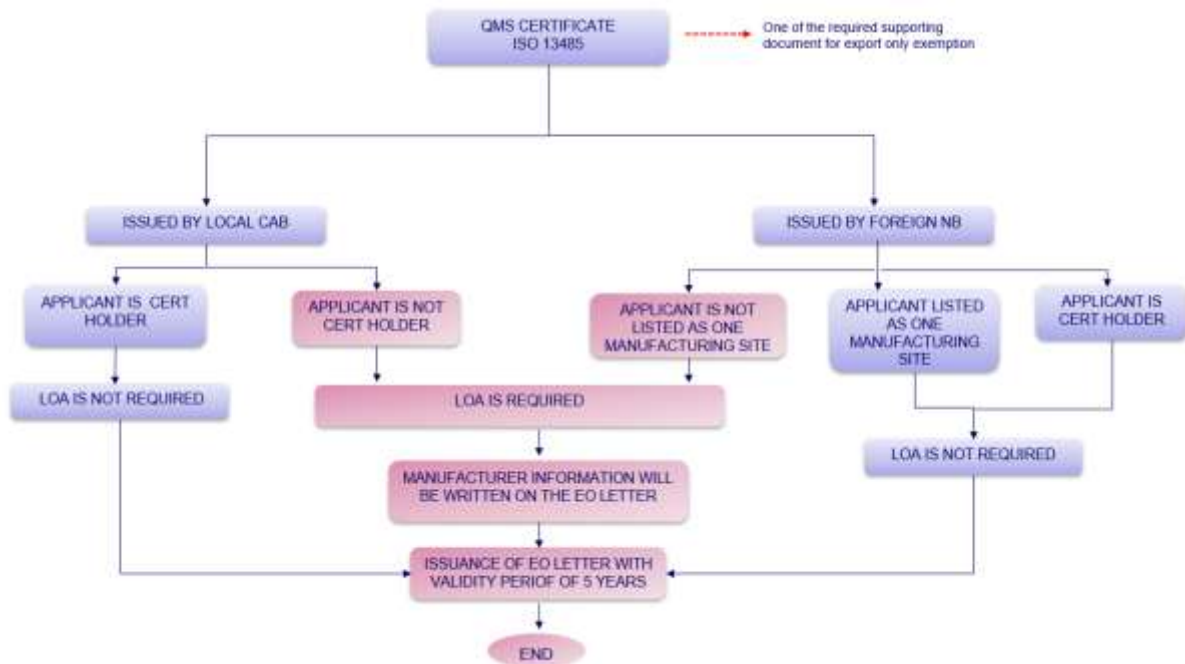 QMS CERTIFICATE
ISO 13485
One of the required supporting
document for export only exemption
ISSUED BY LOCAL CAB
ISSUED BY FOREIGN NB
APPLICANT IS CERT
HOLDER
APPLICANT IS NOT
CERT HOLDER
APPLICANT IS NOT
LISTED AS ONE
MANUFACTURING SITE
APPLICANT LISTED
AS ONE
MANUFACTURING
SITE
APPLICANT IS
CERT HOLDER
LOA IS NOT REQUIRED
LOA IS REQUIRED
LOA IS NOT REQUIRED
MANUFACTURER INFORMATION WILL
BE WRITTEN ON THE EO LETTER
ISSUANCE OF EO LETTER WITH
VALIDITY PERIOF OF 5 YEARS
END